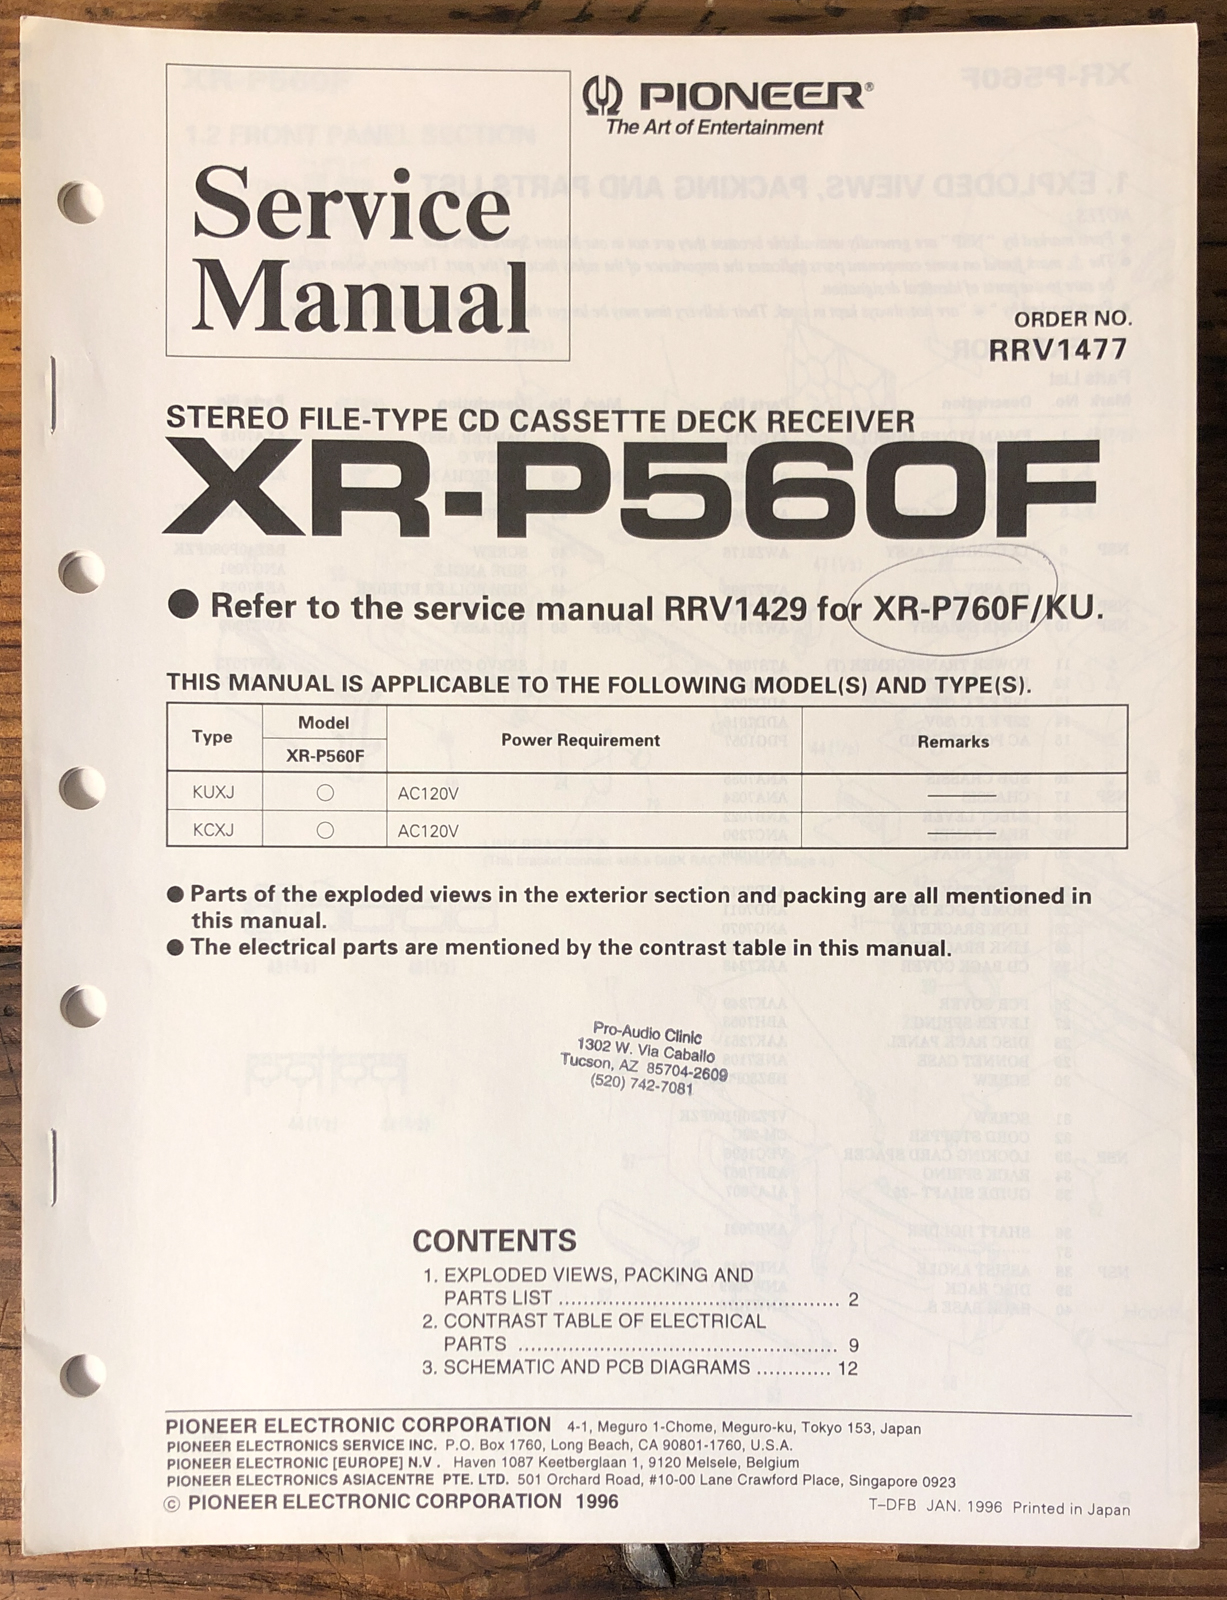 PIONEER®
The Art of Entertainment
Service
Manual
ORDER NO.
RRV1477
STEREO FILE-TYPE CD CASSETTE DECK RECEIVER
XR-P560F
● Refer to the service manual RRV1429 for XR-P760F/KU.
THIS MANUAL IS APPLICABLE TO THE FOLLOWING MODEL(S) AND TYPE(S).
Type Model Power Requirement Remarks
XR-P560F
KUXJ ○ AC120V ———
KCXJ ○ AC120V ———
● Parts of the exploded views in the exterior section and packing are all mentioned in
this manual.
● The electrical parts are mentioned by the contrast table in this manual.
Pro-Audio Clinic
1302 W. Via Caballo
Tucson, AZ 85704-2609
(520) 742-7081
CONTENTS
1. EXPLODED VIEWS, PACKING AND
PARTS LIST ............................................ 2
2. CONTRAST TABLE OF ELECTRICAL
PARTS .................................................. 9
3. SCHEMATIC AND PCB DIAGRAMS ............ 12
PIONEER ELECTRONIC CORPORATION 4-1, Meguro 1-Chome, Meguro-ku, Tokyo 153, Japan
PIONEER ELECTRONICS SERVICE INC. P.O. Box 1760, Long Beach, CA 90801-1760, U.S.A.
PIONEER ELECTRONIC [EUROPE] N.V. Haven 1087 Keetberglaan 1, 9120 Melsele, Belgium
PIONEER ELECTRONICS ASIACENTRE PTE. LTD. 501 Orchard Road, #10-00 Lane Crawford Place, Singapore 0923
© PIONEER ELECTRONIC CORPORATION 1996
T–DFB JAN. 1996 Printed in Japan